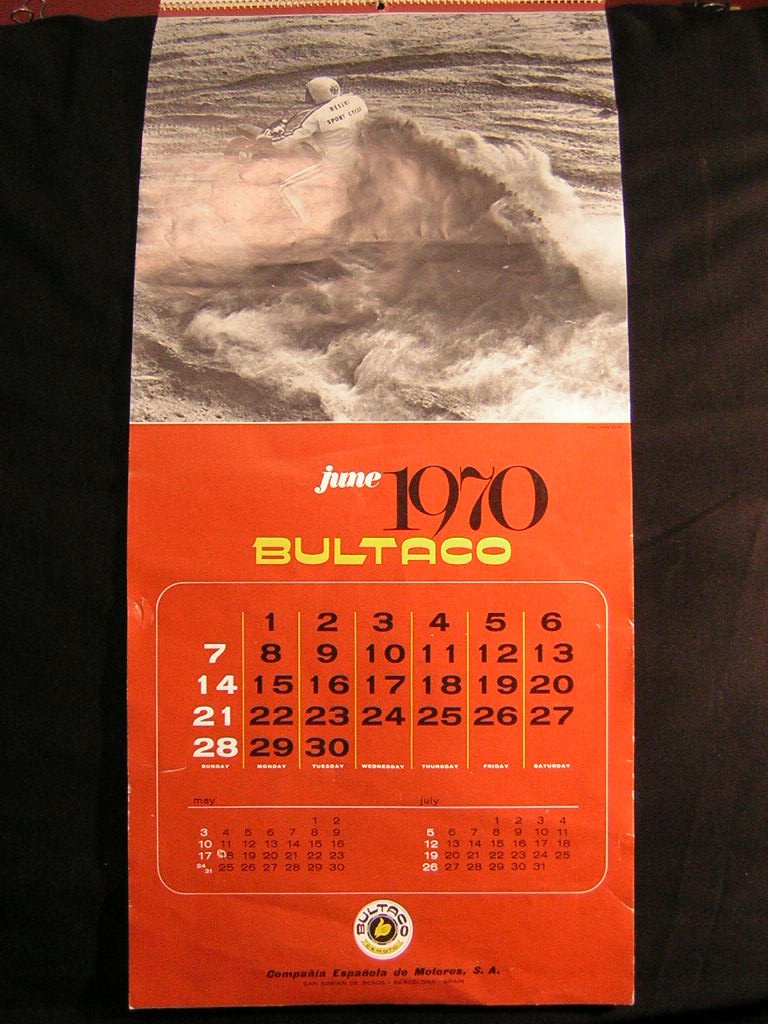 SPORT CYCLE
june 1970
BULTACO
1 2 3 4 5 6
7 8 9 10 11 12 13
14 15 16 17 18 19 20
21 22 23 24 25 26 27
28 29 30
SUNDAY MONDAY TUESDAY WEDNESDAY THURSDAY FRIDAY SATURDAY
may
1 2
3 4 5 6 7 8 9
10 11 12 13 14 15 16
17 18 19 20 21 22 23
24/31 25 26 27 28 29 30
july
1 2 3 4
5 6 7 8 9 10 11
12 13 14 15 16 17 18
19 20 21 22 23 24 25
26 27 28 29 30 31
BULTACO
CEMOTO
Compañía Española de Motores, S. A.
SAN ADRIAN DE BESOS - BARCELONA - SPAIN